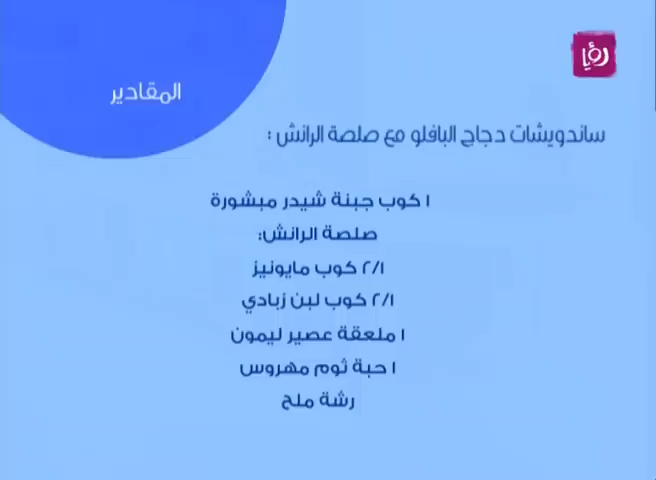 رؤيا
المقادير
ساندويشات دجاج البافلو مع صلصة الرانش :
١ كوب جبنة شيدر مبشورة
صلصة الرانش:
٢/١ كوب مايونيز
٢/١ كوب لبن زبادي
١ ملعقة عصير ليمون
١ حبة ثوم مهروس
رشة ملح